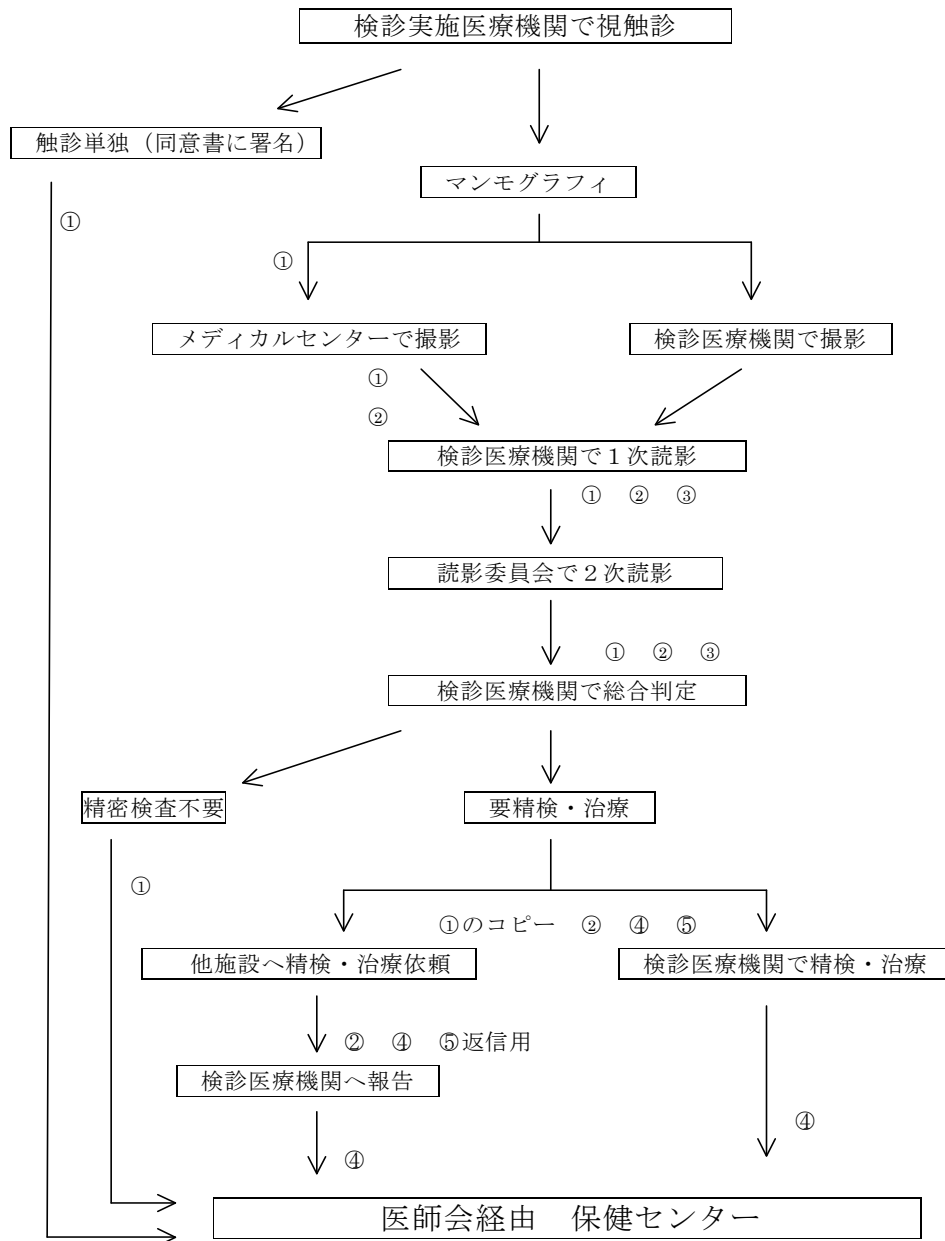 検診実施医療機関で視触診
触診単独（同意書に署名）
マンモグラフィ
①
①
メディカルセンターで撮影
検診医療機関で撮影
①
②
検診医療機関で１次読影
① ② ③
読影委員会で２次読影
① ② ③
検診医療機関で総合判定
精密検査不要
要精検・治療
①
①のコピー ② ④ ⑤
他施設へ精検・治療依頼
検診医療機関で精検・治療
② ④ ⑤返信用
検診医療機関へ報告
④
④
医師会経由 保健センター